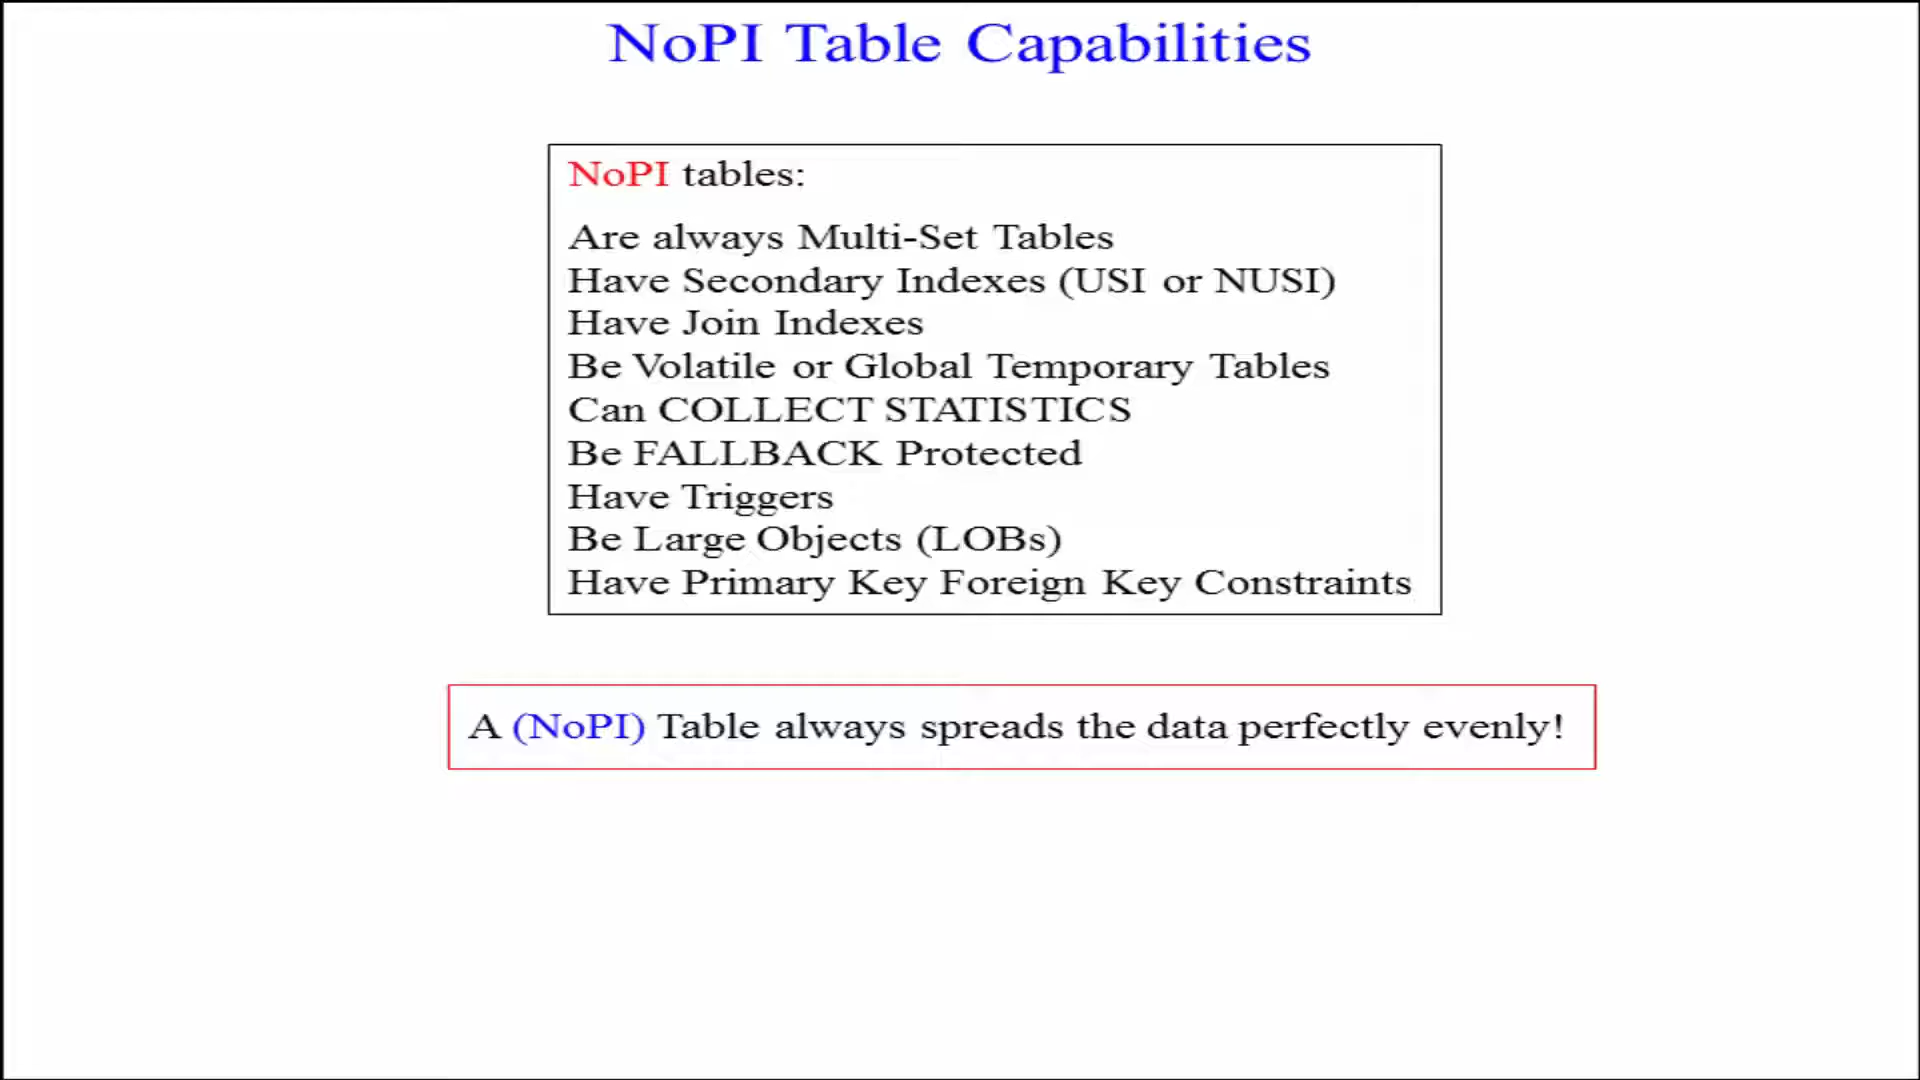 NoPI Table Capabilities
NoPI tables:
Are always Multi-Set Tables
Have Secondary Indexes (USI or NUSI)
Have Join Indexes
Be Volatile or Global Temporary Tables
Can COLLECT STATISTICS
Be FALLBACK Protected
Have Triggers
Be Large Objects (LOBs)
Have Primary Key Foreign Key Constraints
A (NoPI) Table always spreads the data perfectly evenly!